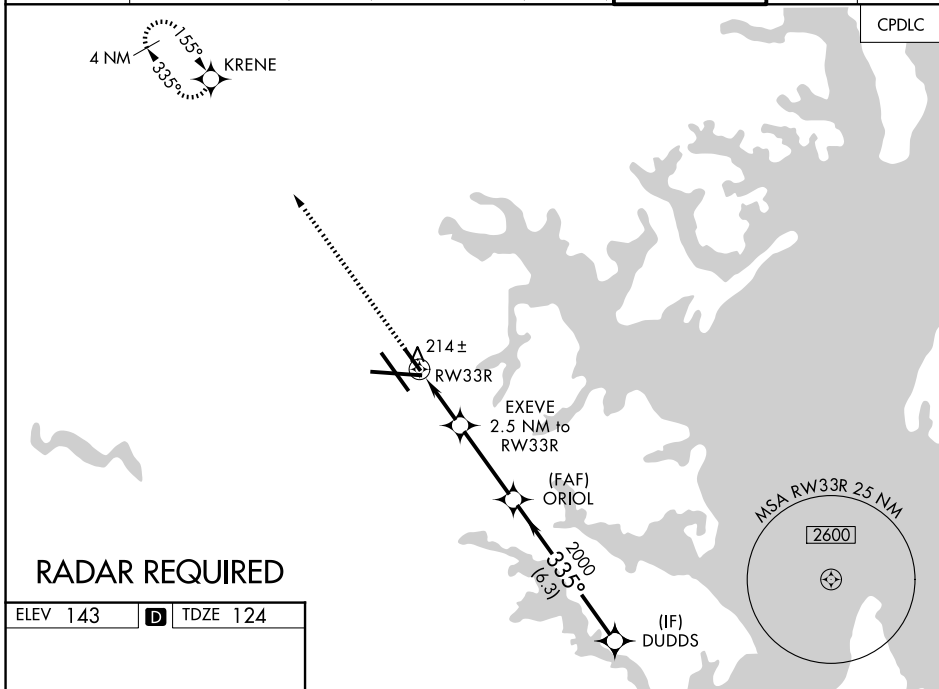 CPDLC
4 NM
155°
335°
KRENE
214±
RW33R
EXEVE
2.5 NM to
RW33R
(FAF)
ORIOL
2000
335°
(6.3)
(IF)
DUDDS
MSA RW33R 25 NM
2600
RADAR REQUIRED
ELEV 143 D TDZE 124